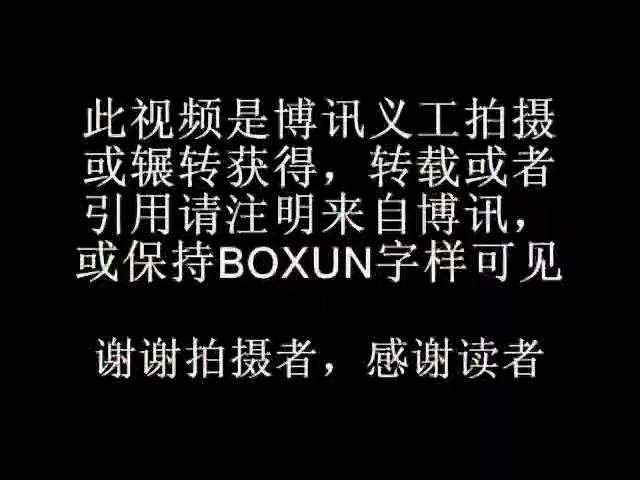 此视频是博讯义工拍摄
或辗转获得，转载或者
引用请注明来自博讯，
或保持BOXUN字样可见
谢谢拍摄者，感谢读者